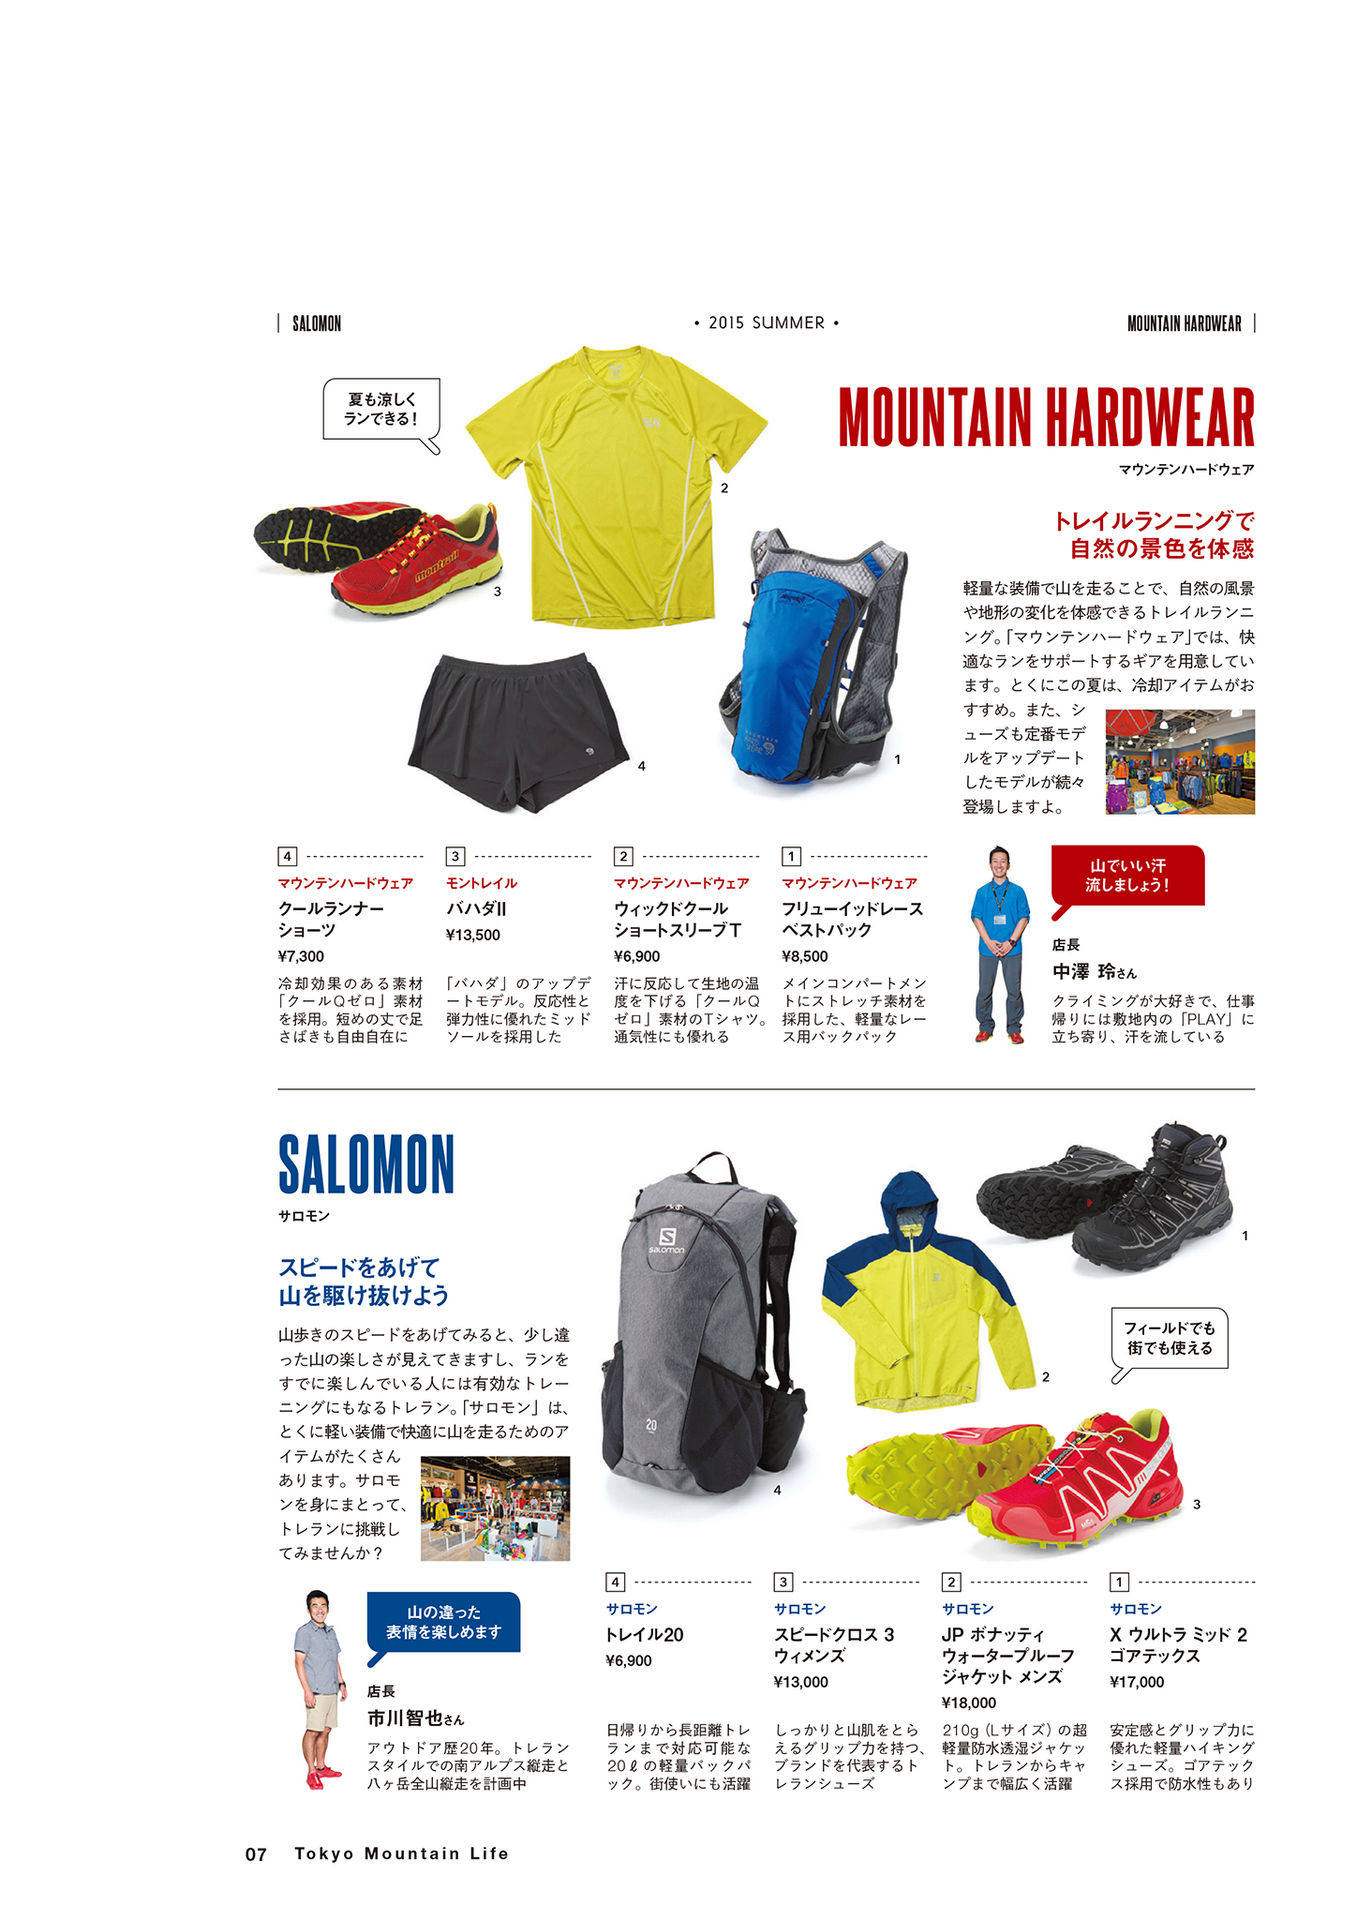 SALOMON
• 2015 SUMMER •
MOUNTAIN HARDWEAR
夏も涼しく
ランできる！
MOUNTAIN HARDWEAR
マウンテンハードウェア
トレイルランニングで
自然の景色を体感
軽量な装備で山を走ることで、自然の風景
や地形の変化を体感できるトレイルランニ
ング。「マウンテンハードウェア」では、快
適なランをサポートするギアを用意してい
ます。とくにこの夏は、冷却アイテムがお
すすめ。また、シ
ューズも定番モデ
ルをアップデート
したモデルが続々
登場しますよ。
2
montrail
3
4
1
1
マウンテンハードウェア
フリューイッドレース
ベストパック
¥8,500
メインコンパートメン
トにストレッチ素材を
採用した、軽量なレー
ス用バックパック
2
マウンテンハードウェア
ウィックドクール
ショートスリーブT
¥6,900
汗に反応して生地の温
度を下げる「クールQ
ゼロ」素材のTシャツ。
通気性にも優れる
3
モントレイル
バハダII
¥13,500
「バハダ」のアップデ
ートモデル。反応性と
弾力性に優れたミッド
ソールを採用した
4
マウンテンハードウェア
クールランナー
ショーツ
¥7,300
冷却効果のある素材
「クールQゼロ」素材
を採用。短めの丈で足
さばきも自由自在に
山でいい汗
流しましょう！
店長
中澤 玲さん
クライミングが大好きで、仕事
帰りには敷地内の「PLAY」に
立ち寄り、汗を流している
SALOMON
サロモン
スピードをあげて
山を駆け抜けよう
山歩きのスピードをあげてみると、少し違
った山の楽しさが見えてきますし、ランを
すでに楽しんでいる人には有効なトレー
ニングにもなるトレラン。「サロモン」は、
とくに軽い装備で快適に山を走るためのア
イテムがたくさん
あります。サロモ
ンを身にまとって、
トレランに挑戦し
てみませんか？
salomon
20
4
1
2
フィールドでも
街でも使える
3
山の違った
表情を楽しめます
店長
市川智也さん
アウトドア歴20年。トレラン
スタイルでの南アルプス縦走と
八ヶ岳全山縦走を計画中
1
サロモン
X ウルトラ ミッド 2
ゴアテックス
¥17,000
安定感とグリップ力に
優れた軽量ハイキング
シューズ。ゴアテック
ス採用で防水性もあり
2
サロモン
JP ボナッティ
ウォータープルーフ
ジャケット メンズ
¥18,000
210g（Lサイズ）の超
軽量防水透湿ジャケッ
ト。トレランからキャ
ンプまで幅広く活躍
3
サロモン
スピードクロス 3
ウィメンズ
¥13,000
しっかりと山肌をとら
えるグリップ力を持つ、
ブランドを代表するト
レランシューズ
4
サロモン
トレイル20
¥6,900
日帰りから長距離トレ
ランまで対応可能な
20ℓの軽量バックパ
ック。街使いにも活躍
07 Tokyo Mountain Life